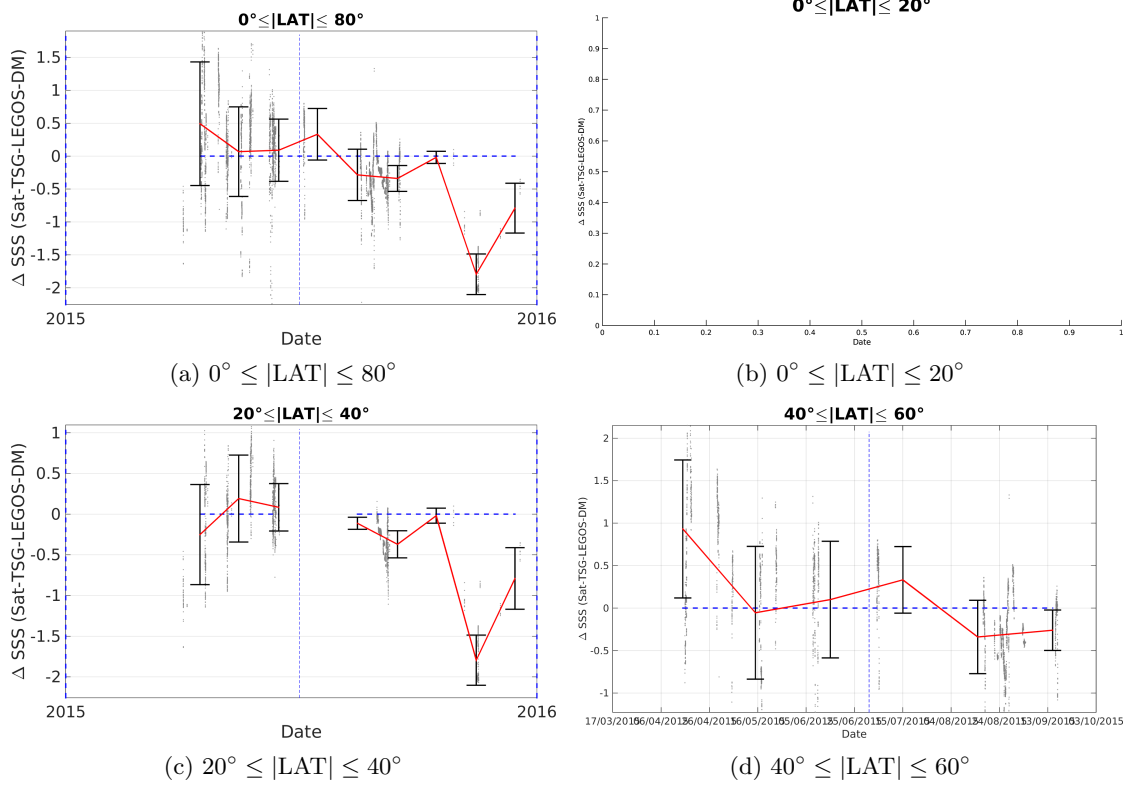 0°≤|LAT|≤ 80°
Δ SSS (Sat-TSG-LEGOS-DM)
1.5
1
0.5
0
-0.5
-1
-1.5
-2
2015
2016
Date
(a) 0° ≤ |LAT| ≤ 80°
0°≤|LAT|≤ 20°
Δ SSS (Sat-TSG-LEGOS-DM)
1
0.9
0.8
0.7
0.6
0.5
0.4
0.3
0.2
0.1
0
0 0.1 0.2 0.3 0.4 0.5 0.6 0.7 0.8 0.9 1
Date
(b) 0° ≤ |LAT| ≤ 20°
20°≤|LAT|≤ 40°
Δ SSS (Sat-TSG-LEGOS-DM)
1
0.5
0
-0.5
-1
-1.5
-2
2015
2016
Date
(c) 20° ≤ |LAT| ≤ 40°
40°≤|LAT|≤ 60°
Δ SSS (Sat-TSG-LEGOS-DM)
2
1.5
1
0.5
0
-0.5
-1
17/03/2015
03/10/2015
Date
(d) 40° ≤ |LAT| ≤ 60°